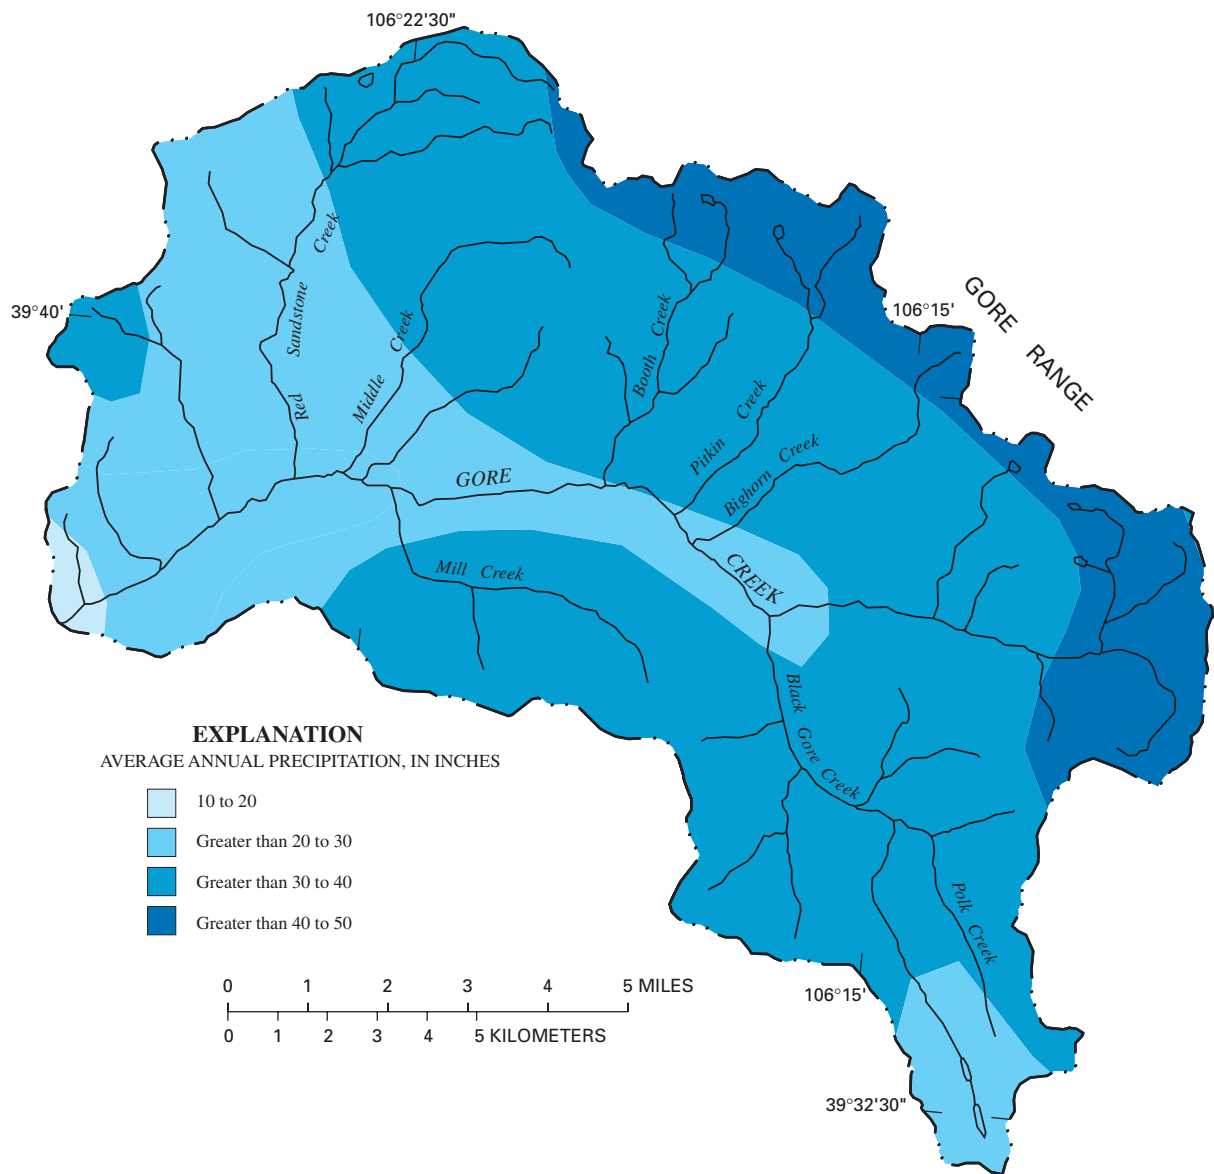 106°22'30"
39°40'
106°15'
GORE RANGE
Red Sandstone Creek
Middle Creek
Booth Creek
Pitkin Creek
Bighorn Creek
GORE CREEK
Mill Creek
Black Gore Creek
Polk Creek
EXPLANATION
AVERAGE ANNUAL PRECIPITATION, IN INCHES
10 to 20
Greater than 20 to 30
Greater than 30 to 40
Greater than 40 to 50
0 1 2 3 4 5 MILES
0 1 2 3 4 5 KILOMETERS
106°15'
39°32'30"